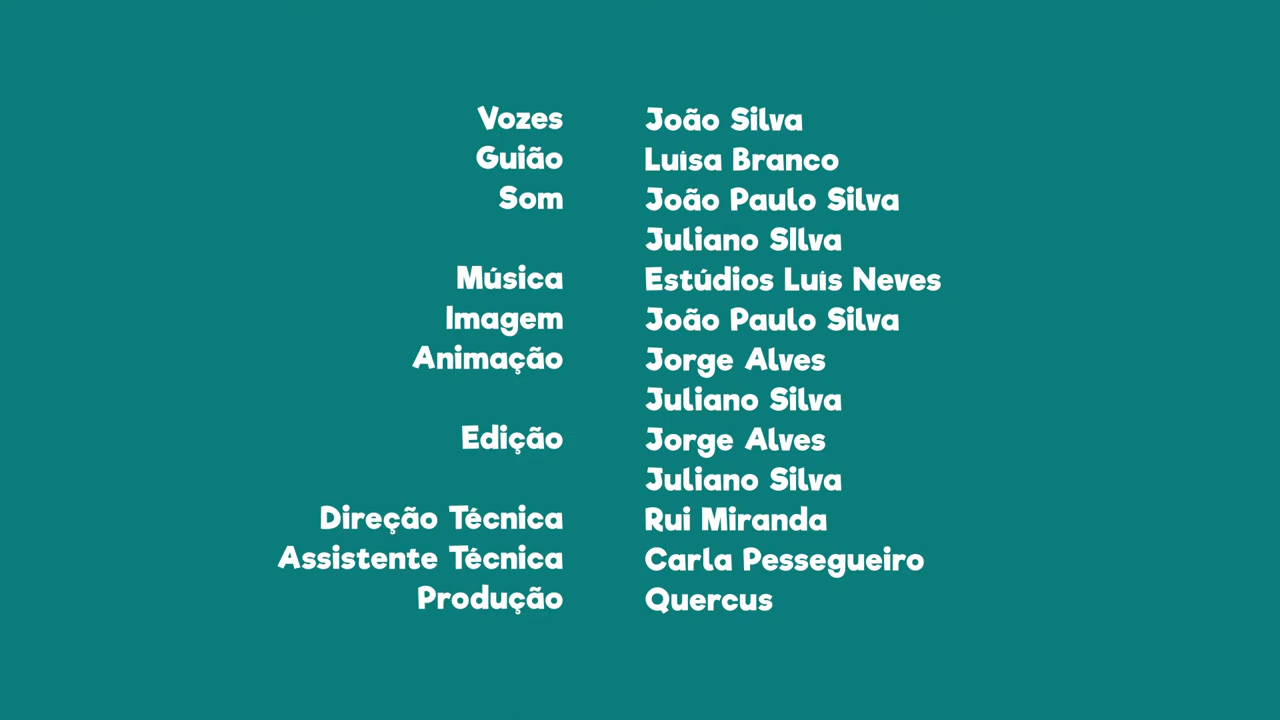 Vozes João Silva
Guião Luísa Branco
Som João Paulo Silva
Juliano SIlva
Música Estúdios Luís Neves
Imagem João Paulo Silva
Animação Jorge Alves
Juliano Silva
Edição Jorge Alves
Juliano Silva
Direção Técnica Rui Miranda
Assistente Técnica Carla Pessegueiro
Produção Quercus